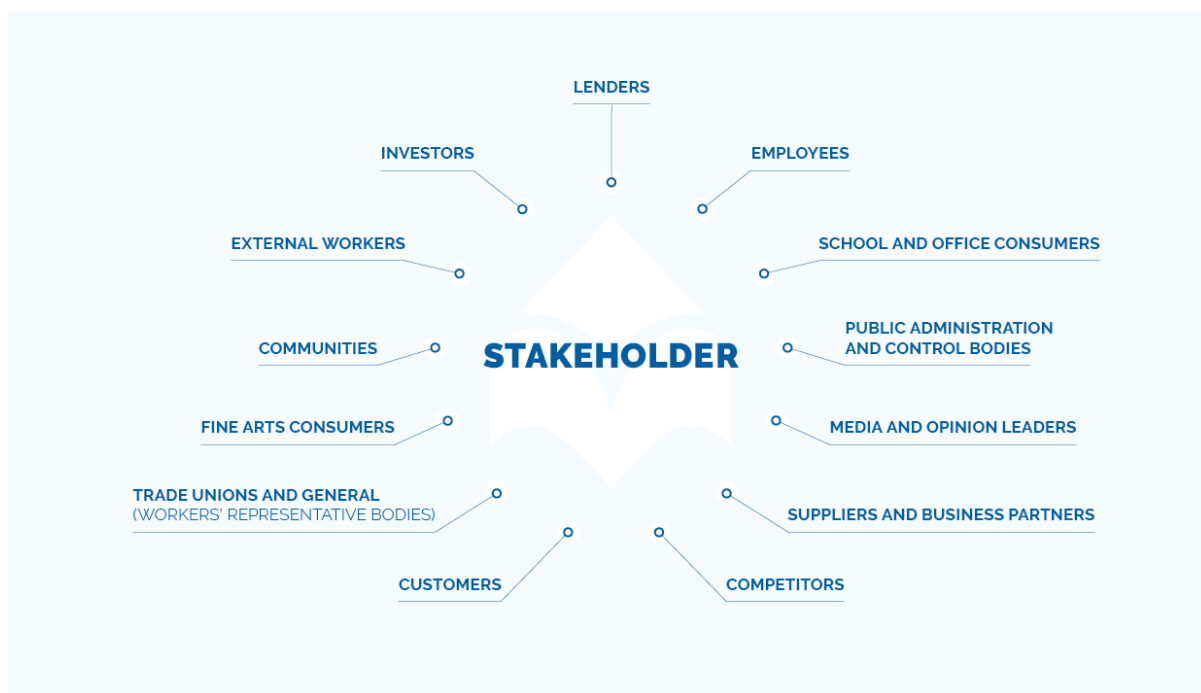 LENDERS
INVESTORS
EMPLOYEES
EXTERNAL WORKERS
SCHOOL AND OFFICE CONSUMERS
COMMUNITIES
PUBLIC ADMINISTRATION
AND CONTROL BODIES
STAKEHOLDER
FINE ARTS CONSUMERS
MEDIA AND OPINION LEADERS
TRADE UNIONS AND GENERAL
(WORKERS' REPRESENTATIVE BODIES)
SUPPLIERS AND BUSINESS PARTNERS
CUSTOMERS
COMPETITORS